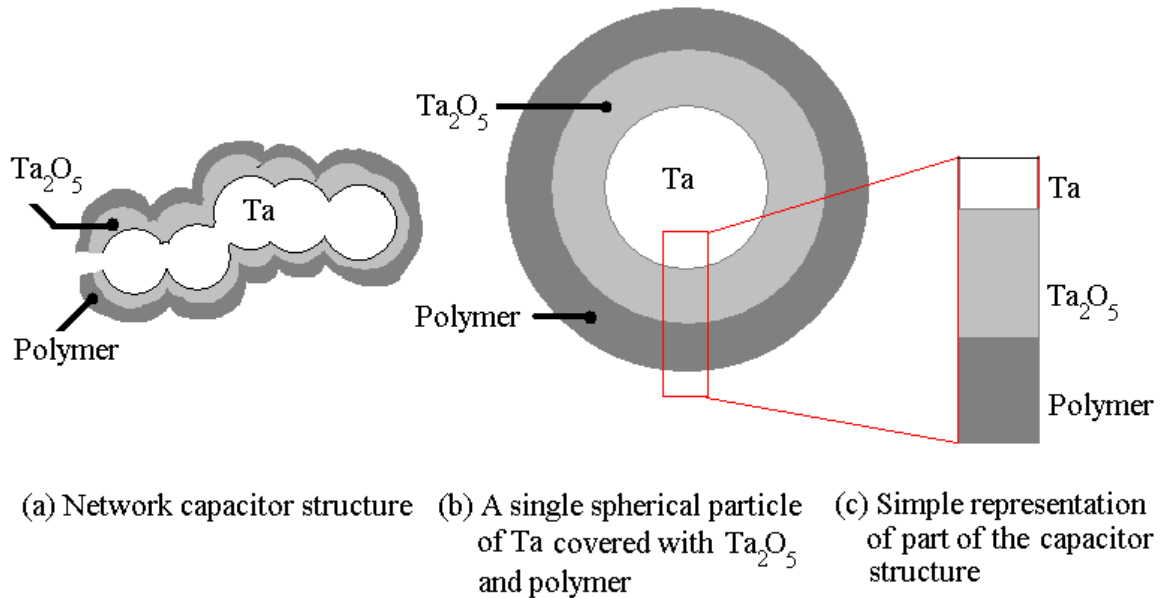 Ta₂O₅
Ta
Polymer
Ta₂O₅
Ta
Polymer
Ta
Ta₂O₅
Polymer
(a) Network capacitor structure
(b) A single spherical particle
of Ta covered with Ta₂O₅
and polymer
(c) Simple representation
of part of the capacitor
structure